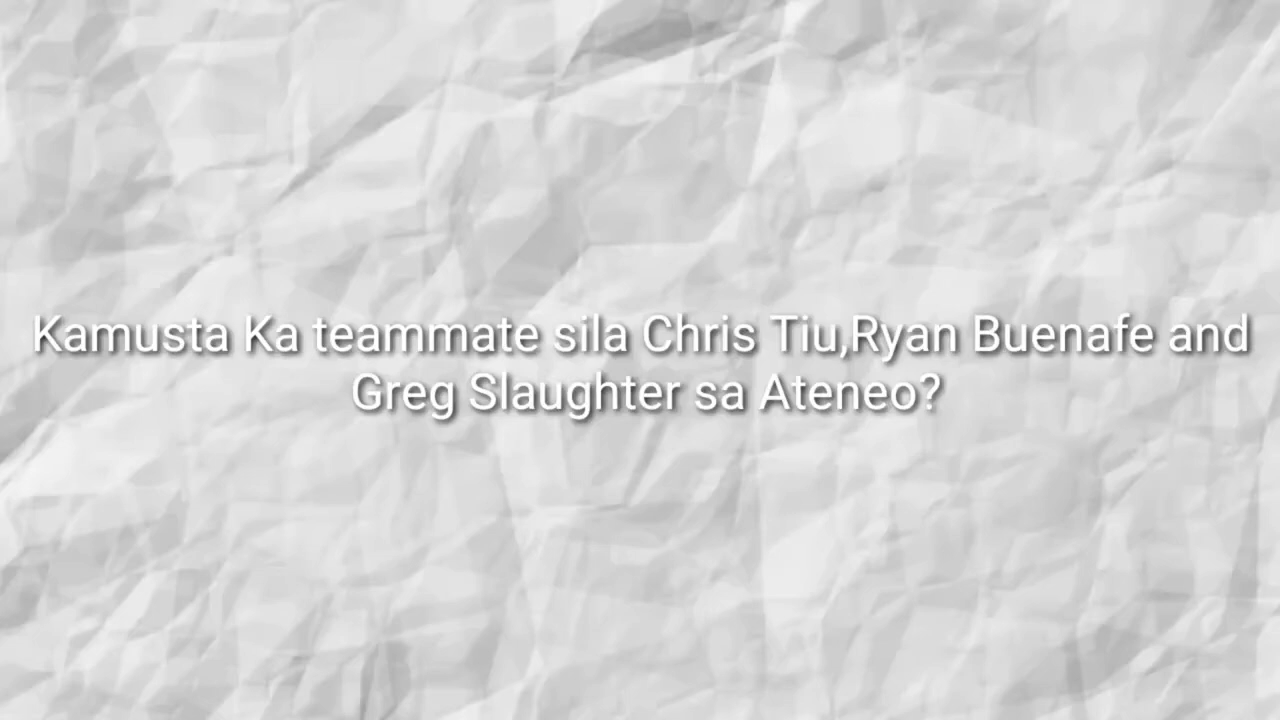 Kamusta Ka teammate sila Chris Tiu,Ryan Buenafe and
Greg Slaughter sa Ateneo?